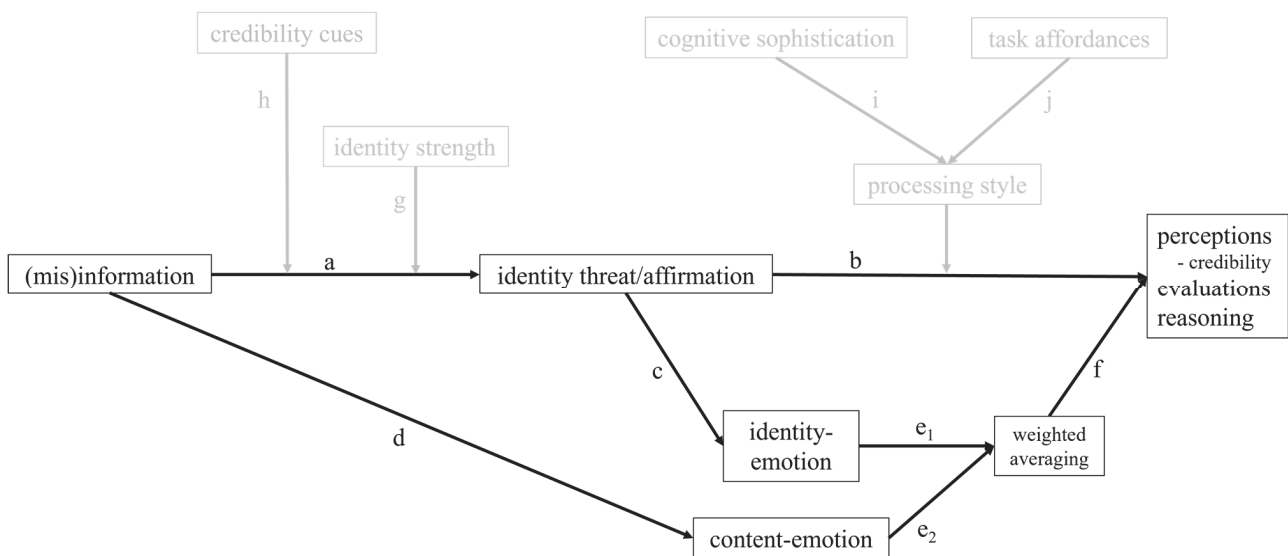 credibility cues
cognitive sophistication
task affordances
h
i
j
identity strength
processing style
g
perceptions
- credibility
evaluations
reasoning
(mis)information
a
identity threat/affirmation
b
c
f
d
identity-
emotion
e1
weighted
averaging
content-emotion
e2